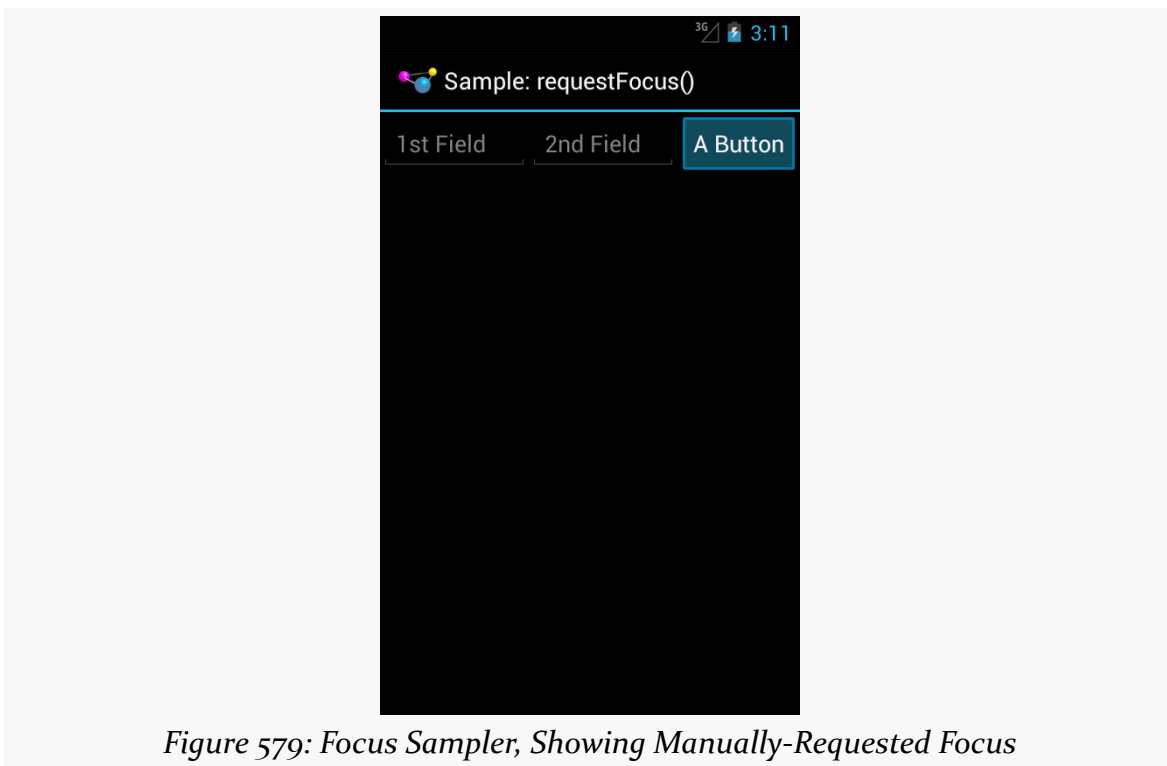 3G 3:11
Sample: requestFocus()
1st Field 2nd Field A Button
Figure 579: Focus Sampler, Showing Manually-Requested Focus